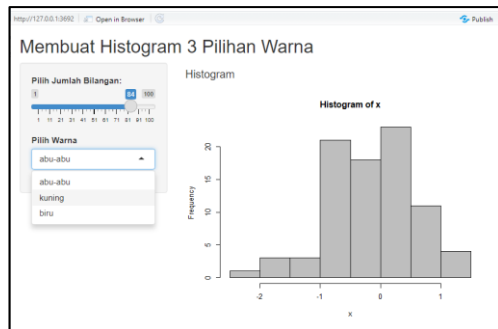 http://127.0.0.1:3692 Open in Browser Publish
Membuat Histogram 3 Pilihan Warna
Pilih Jumlah Bilangan:
1 84 100
1 11 21 31 41 51 61 71 81 91 100
Pilih Warna
abu-abu
abu-abu
kuning
biru
Histogram
Histogram of x
Frequency
20
15
10
5
0
-2 -1 0 1
x